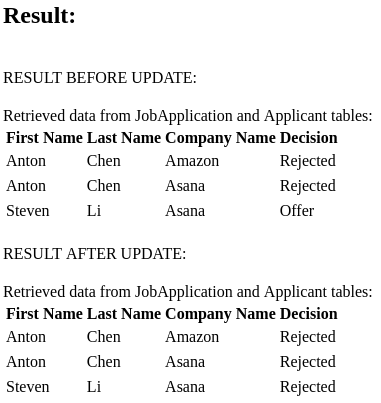 Result:
RESULT BEFORE UPDATE:
Retrieved data from JobApplication and Applicant tables:
First Name Last Name Company Name Decision
Anton Chen Amazon Rejected
Anton Chen Asana Rejected
Steven Li Asana Offer
RESULT AFTER UPDATE:
Retrieved data from JobApplication and Applicant tables:
First Name Last Name Company Name Decision
Anton Chen Amazon Rejected
Anton Chen Asana Rejected
Steven Li Asana Rejected